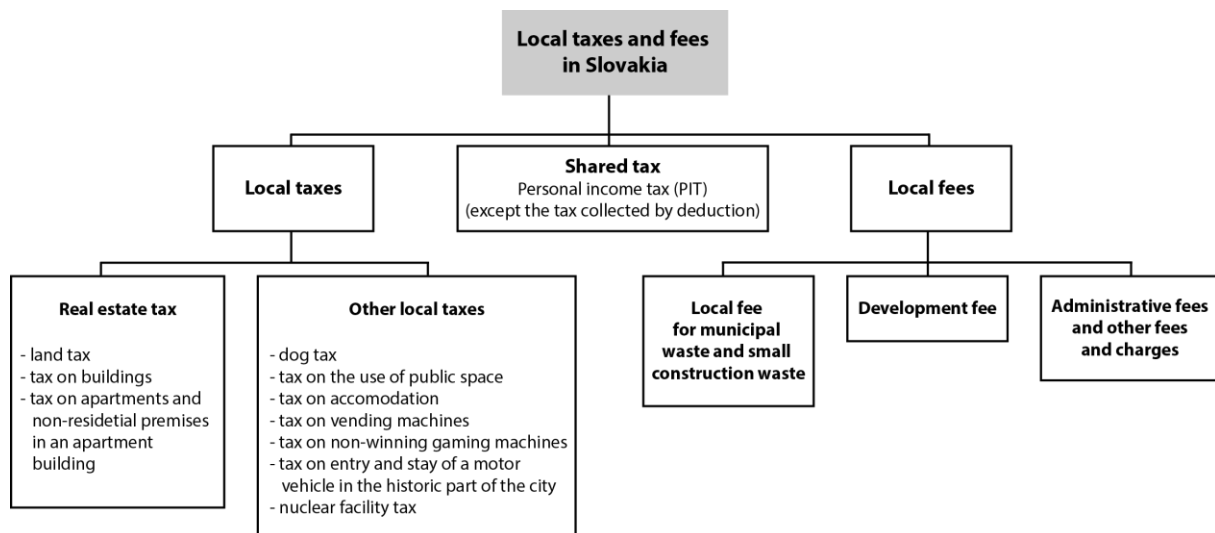 Local taxes and fees
in Slovakia
Local taxes
Shared tax
Personal income tax (PIT)
(except the tax collected by deduction)
Local fees
Real estate tax
- land tax
- tax on buildings
- tax on apartments and
non-residetial premises
in an apartment
building
Other local taxes
- dog tax
- tax on the use of public space
- tax on accomodation
- tax on vending machines
- tax on non-winning gaming machines
- tax on entry and stay of a motor
vehicle in the historic part of the city
- nuclear facility tax
Local fee
for municipal
waste and small
construction waste
Development fee
Administrative fees
and other fees
and charges